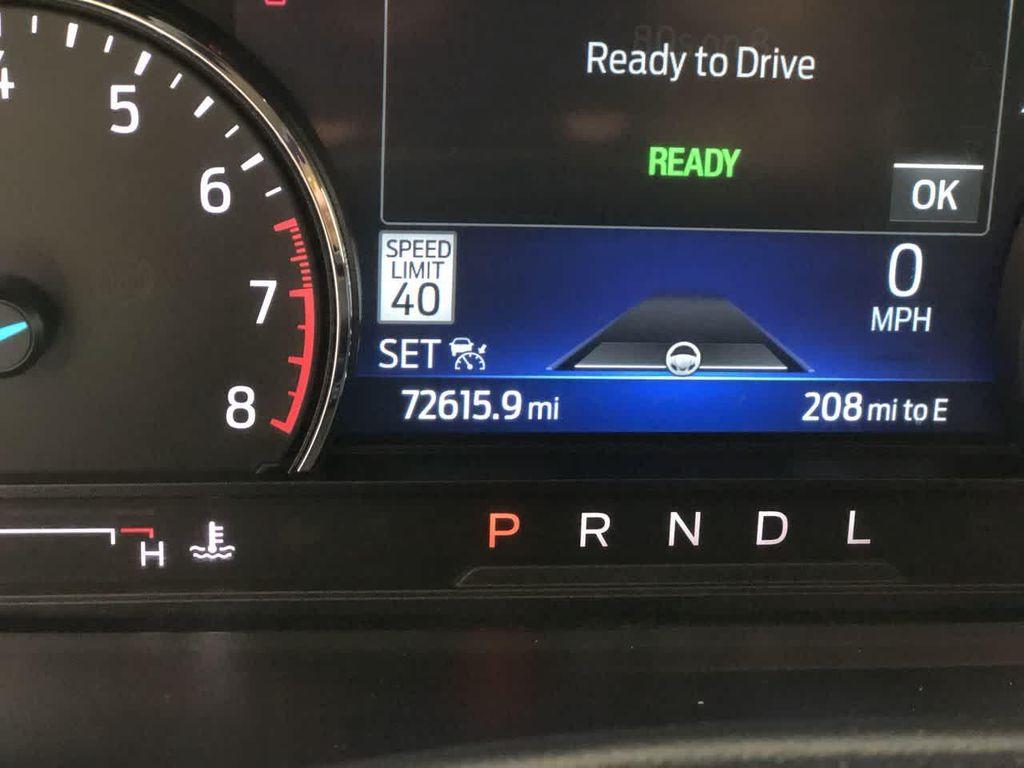 Ready to Drive
READY
OK
4
5
6
7
8
SPEED
LIMIT
40
0
MPH
SET
72615.9 mi
208 mi to E
H
P R N D L